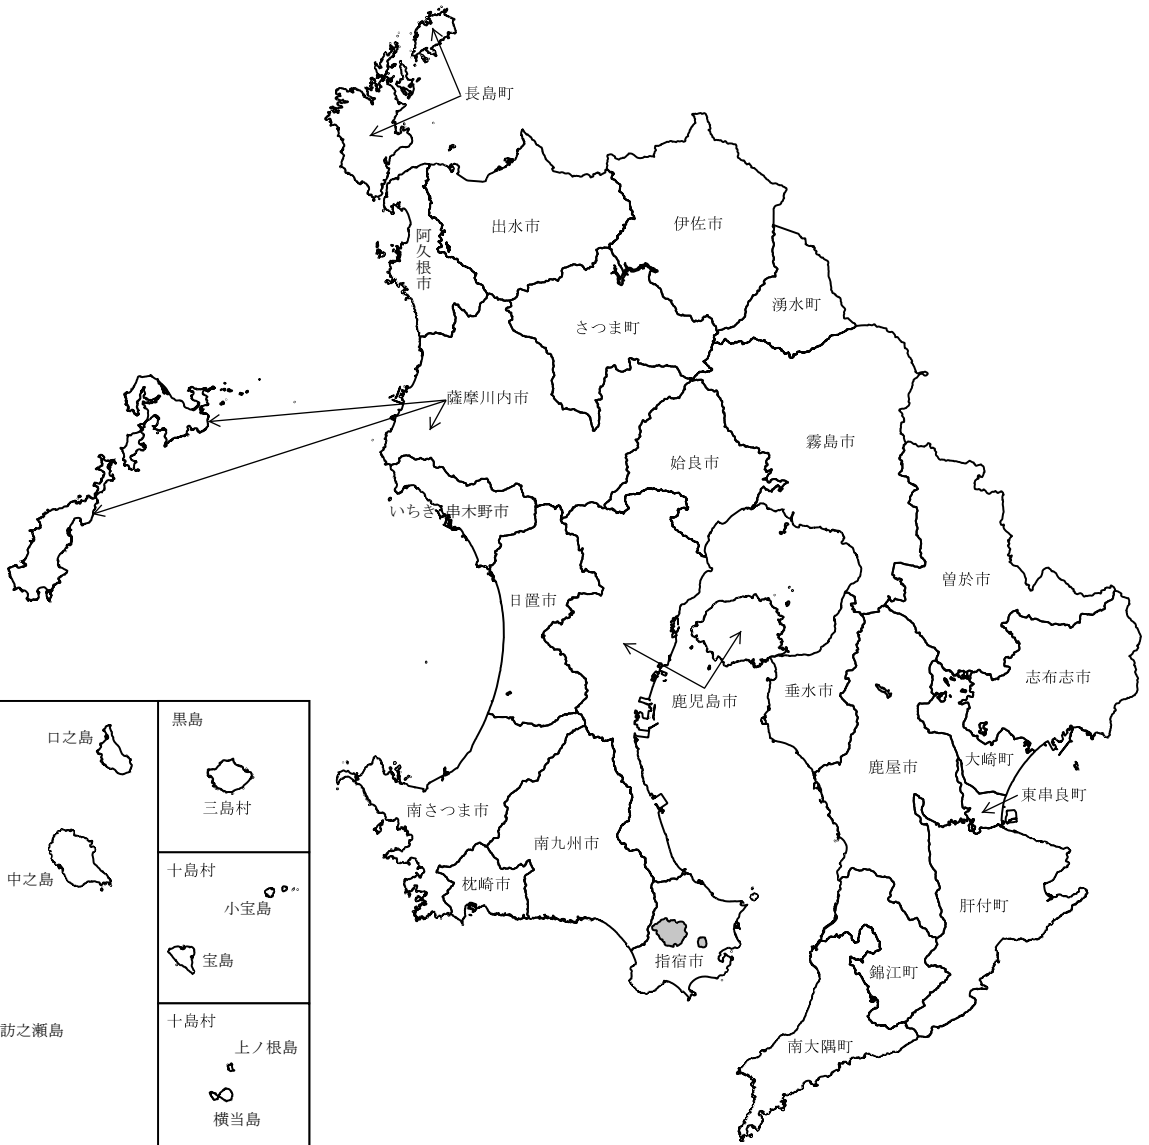 長島町
出水市
伊佐市
阿久根市
湧水町
さつま町
薩摩川内市
霧島市
姶良市
いちき串木野市
曽於市
日置市
志布志市
垂水市
鹿児島市
大崎町
鹿屋市
東串良町
南さつま市
南九州市
枕崎市
肝付町
指宿市
錦江町
南大隅町
口之島
中之島
訪之瀬島
黒島
三島村
十島村
小宝島
宝島
十島村
上ノ根島
横当島